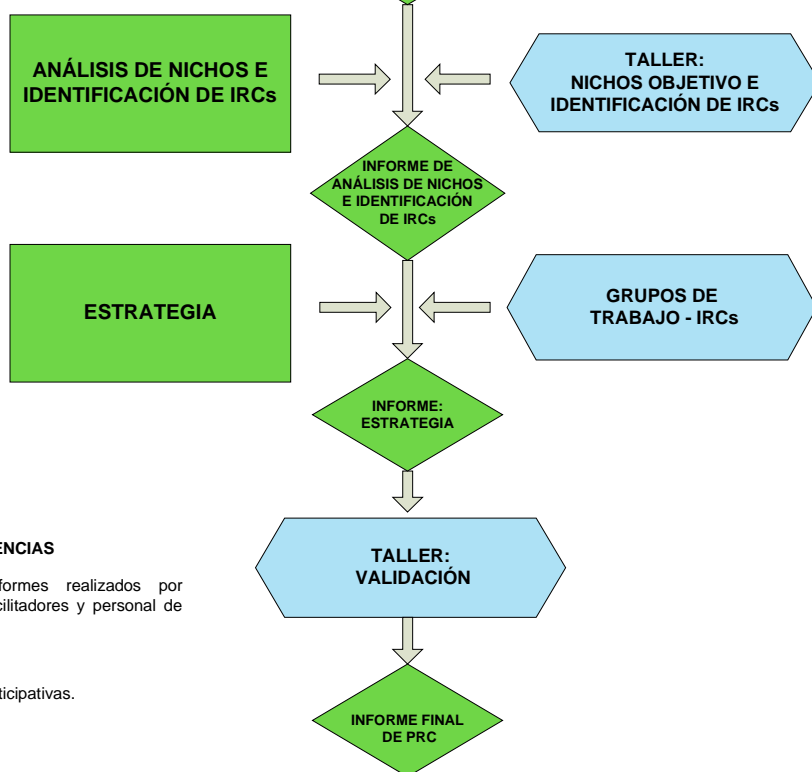 ANÁLISIS DE NICHOS E
IDENTIFICACIÓN DE IRCs
TALLER:
NICHOS OBJETIVO E
IDENTIFICACIÓN DE IRCs
INFORME DE
ANÁLISIS DE NICHOS
E IDENTIFICACIÓN
DE IRCs
ESTRATEGIA
GRUPOS DE
TRABAJO - IRCs
INFORME:
ESTRATEGIA
ENCIAS
formes realizados por
cilitadores y personal de
ticipativas.
TALLER:
VALIDACIÓN
INFORME FINAL
DE PRC